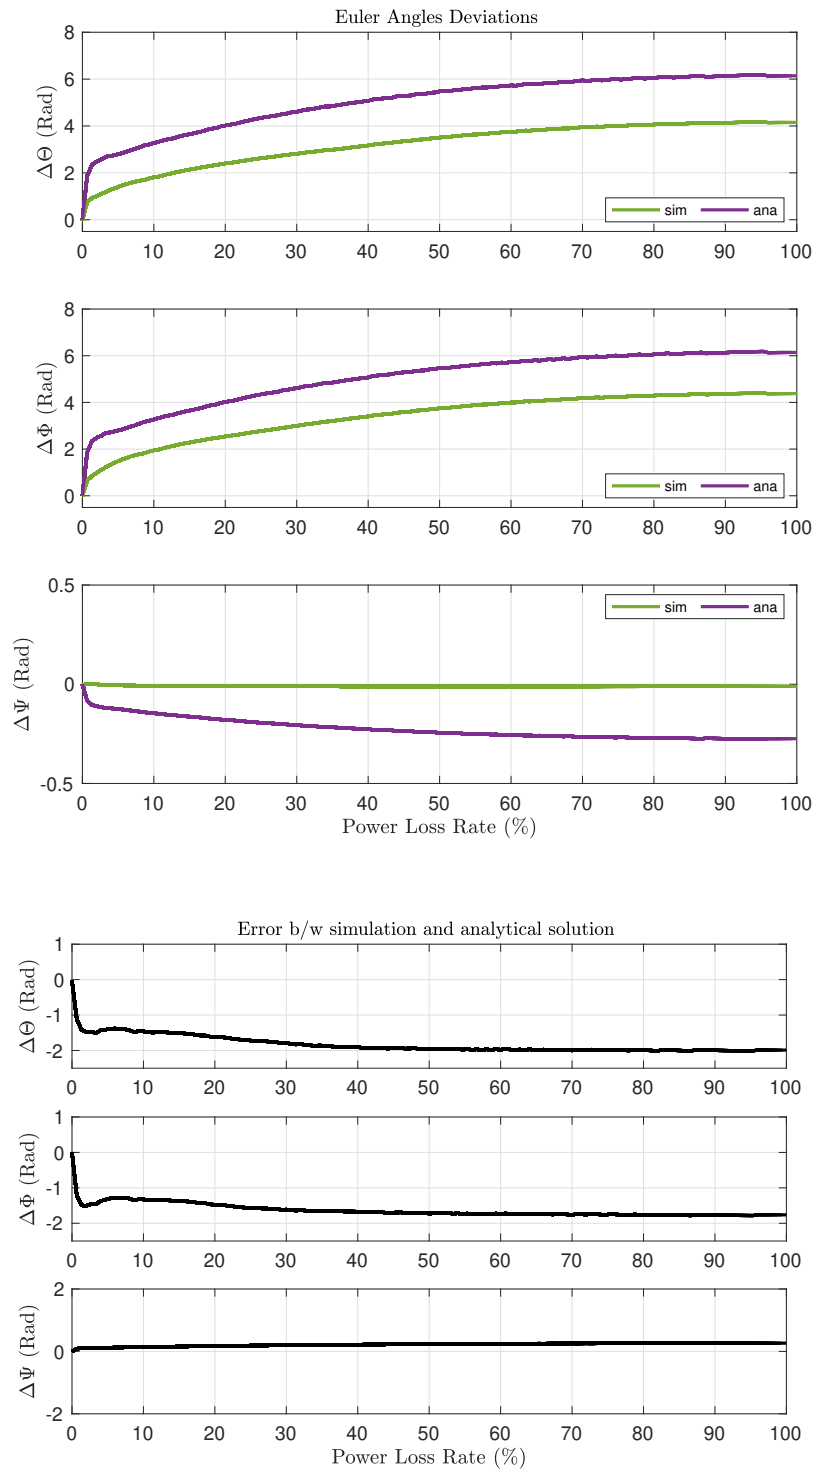 Euler Angles Deviations
8
6
4
2
0
ΔΘ (Rad)
sim ana
0 10 20 30 40 50 60 70 80 90 100
8
6
4
2
0
ΔΦ (Rad)
sim ana
0 10 20 30 40 50 60 70 80 90 100
0.5
0
-0.5
ΔΨ (Rad)
sim ana
0 10 20 30 40 50 60 70 80 90 100
Power Loss Rate (%)
Error b/w simulation and analytical solution
1
0
-1
-2
ΔΘ (Rad)
0 10 20 30 40 50 60 70 80 90 100
1
0
-1
-2
ΔΦ (Rad)
0 10 20 30 40 50 60 70 80 90 100
2
0
-2
ΔΨ (Rad)
0 10 20 30 40 50 60 70 80 90 100
Power Loss Rate (%)